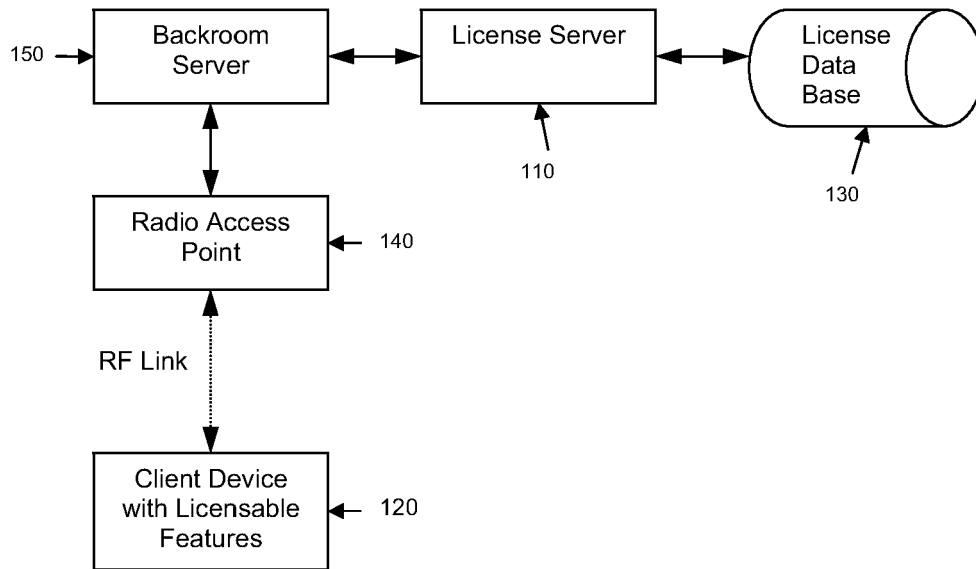 150
Backroom
Server
License Server
License
Data
Base
110
130
Radio Access
Point
140
RF Link
Client Device
with Licensable
Features
120